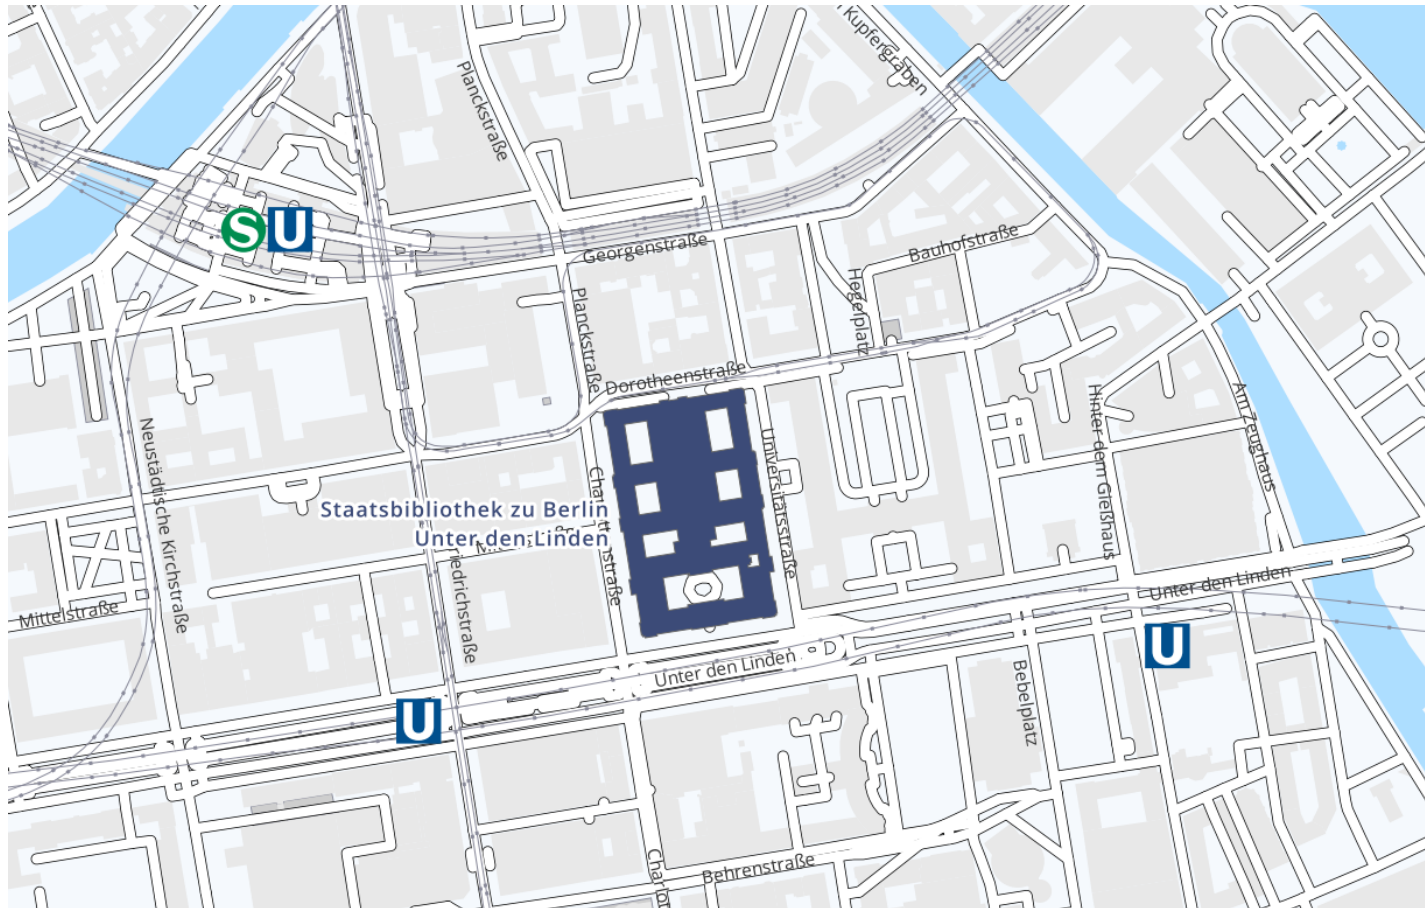 Kupfergraben
Planckstraße
S U
Georgenstraße
Bauhofstraße
Hegelplatz
Planckstraße
Dorotheenstraße
Am Zeughaus
Hinter dem Gießhaus
Neustädtische Kirchstraße
Universitätsstraße
Staatsbibliothek zu Berlin
Unter den Linden
Mittelstraße
Unter den Linden
U
Unter den Linden
Bebelplatz
U
Behrenstraße